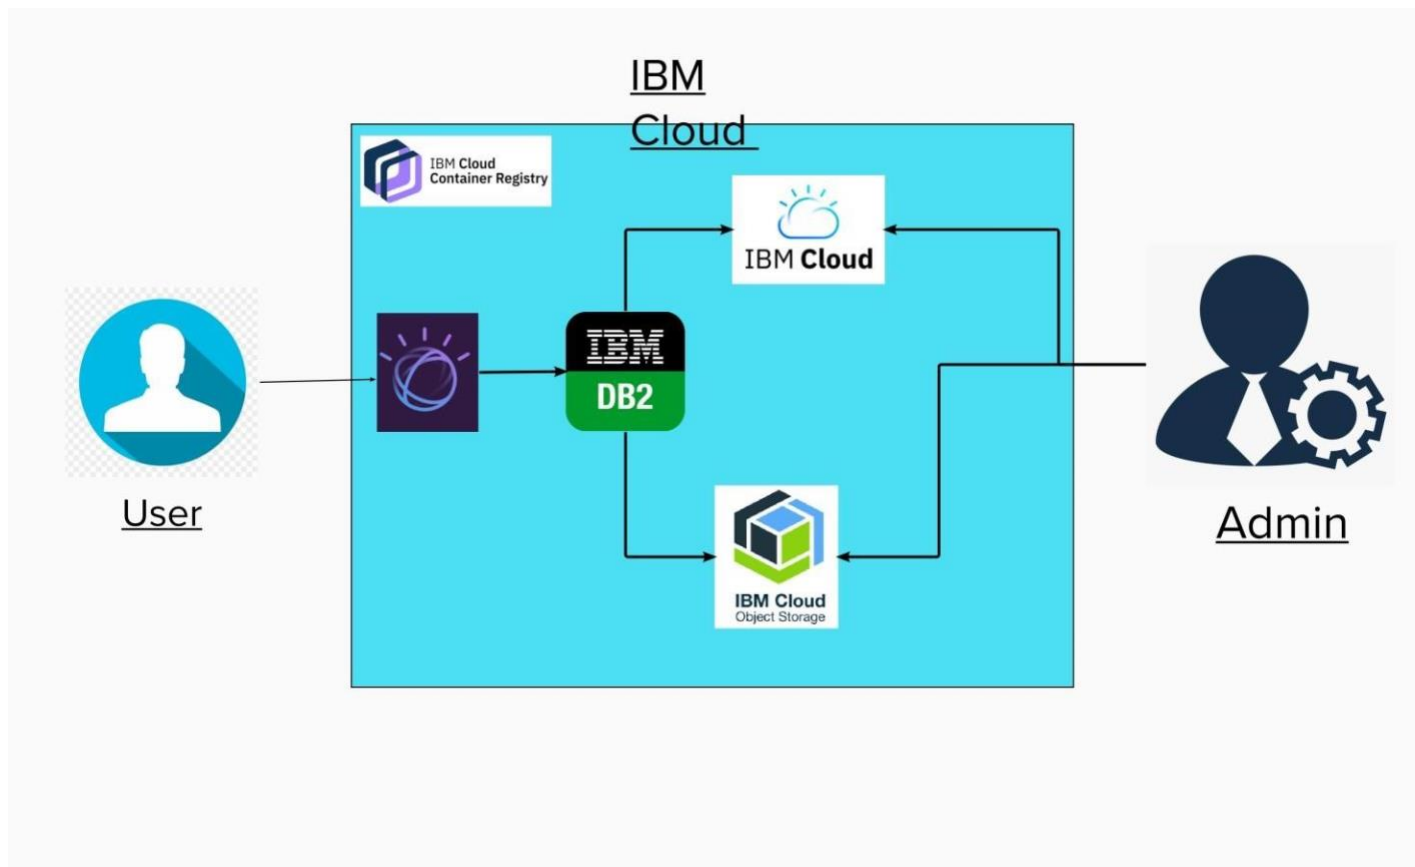 IBM
Cloud
IBM Cloud
Container Registry
IBM Cloud
IBM
DB2
User
Admin
IBM Cloud
Object Storage